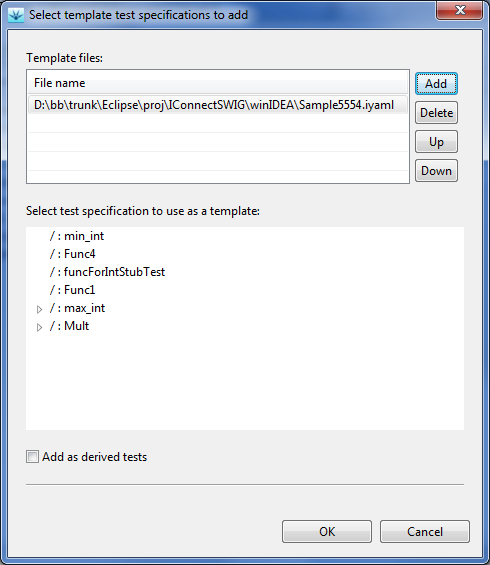 Select template test specifications to add
Template files:
File name
D:\bb\trunk\Eclipse\proj\IConnectSWIG\winIDEA\Sample5554.iyaml
Add
Delete
Up
Down
Select test specification to use as a template:
/ : min_int
/ : Func4
/ : funcForIntStubTest
/ : Func1
/ : max_int
/ : Mult
Add as derived tests
OK
Cancel